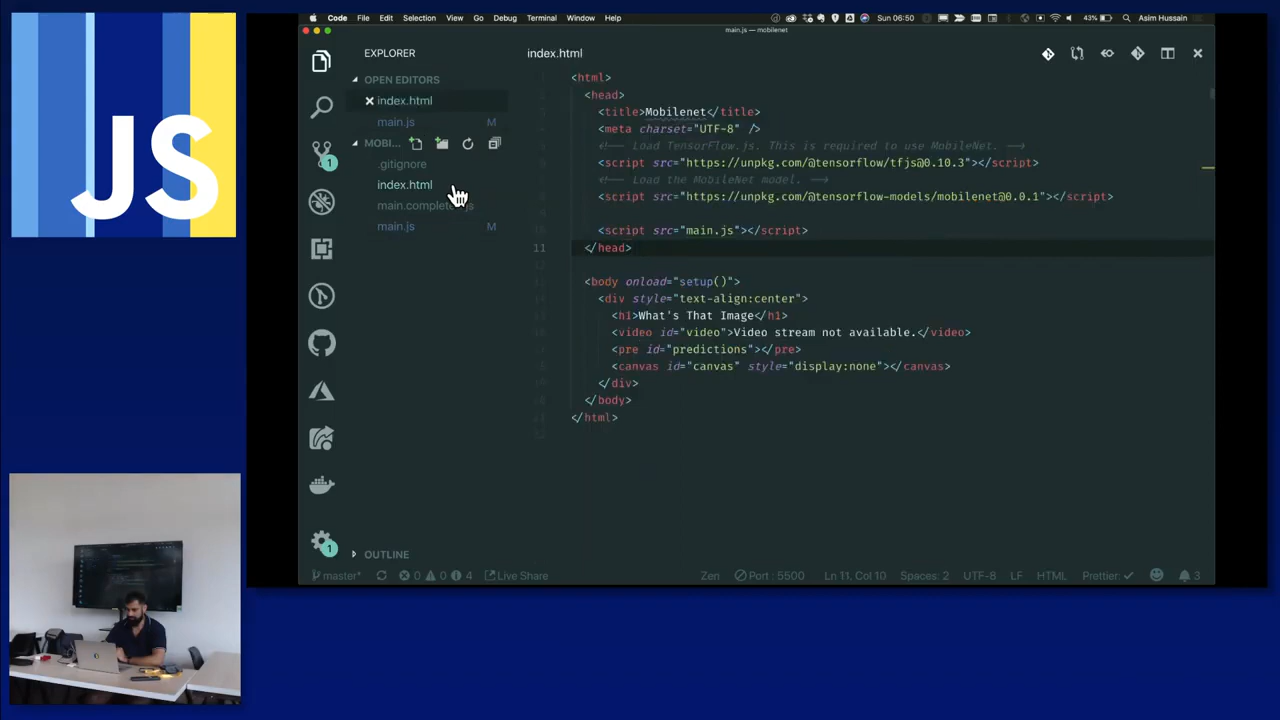 JS
Code File Edit Selection View Go Debug Terminal Window Help Sun 06:50 43% Asim Hussain
main.js — mobilenet
EXPLORER
OPEN EDITORS
index.html
main.js M
MOBI...
.gitignore
index.html
main.complete.js
main.js M
OUTLINE
index.html
<html>
<head>
<title>Mobilenet</title>
<meta charset="UTF-8" />
<!-- Load TensorFlow.js. This is required to use MobileNet. -->
<script src="https://unpkg.com/@tensorflow/tfjs@0.10.3"></script>
<!-- Load the MobileNet model. -->
<script src="https://unpkg.com/@tensorflow-models/mobilenet@0.0.1"></script>
<script src="main.js"></script>
11 </head>
<body onload="setup()">
<div style="text-align:center">
<h1>What's That Image</h1>
<video id="video">Video stream not available.</video>
<pre id="predictions"></pre>
<canvas id="canvas" style="display:none"></canvas>
</div>
</body>
</html>
1
1
master* 0 0 4 Live Share Zen Port : 5500 Ln 11, Col 10 Spaces: 2 UTF-8 LF HTML Prettier: ✓ 3